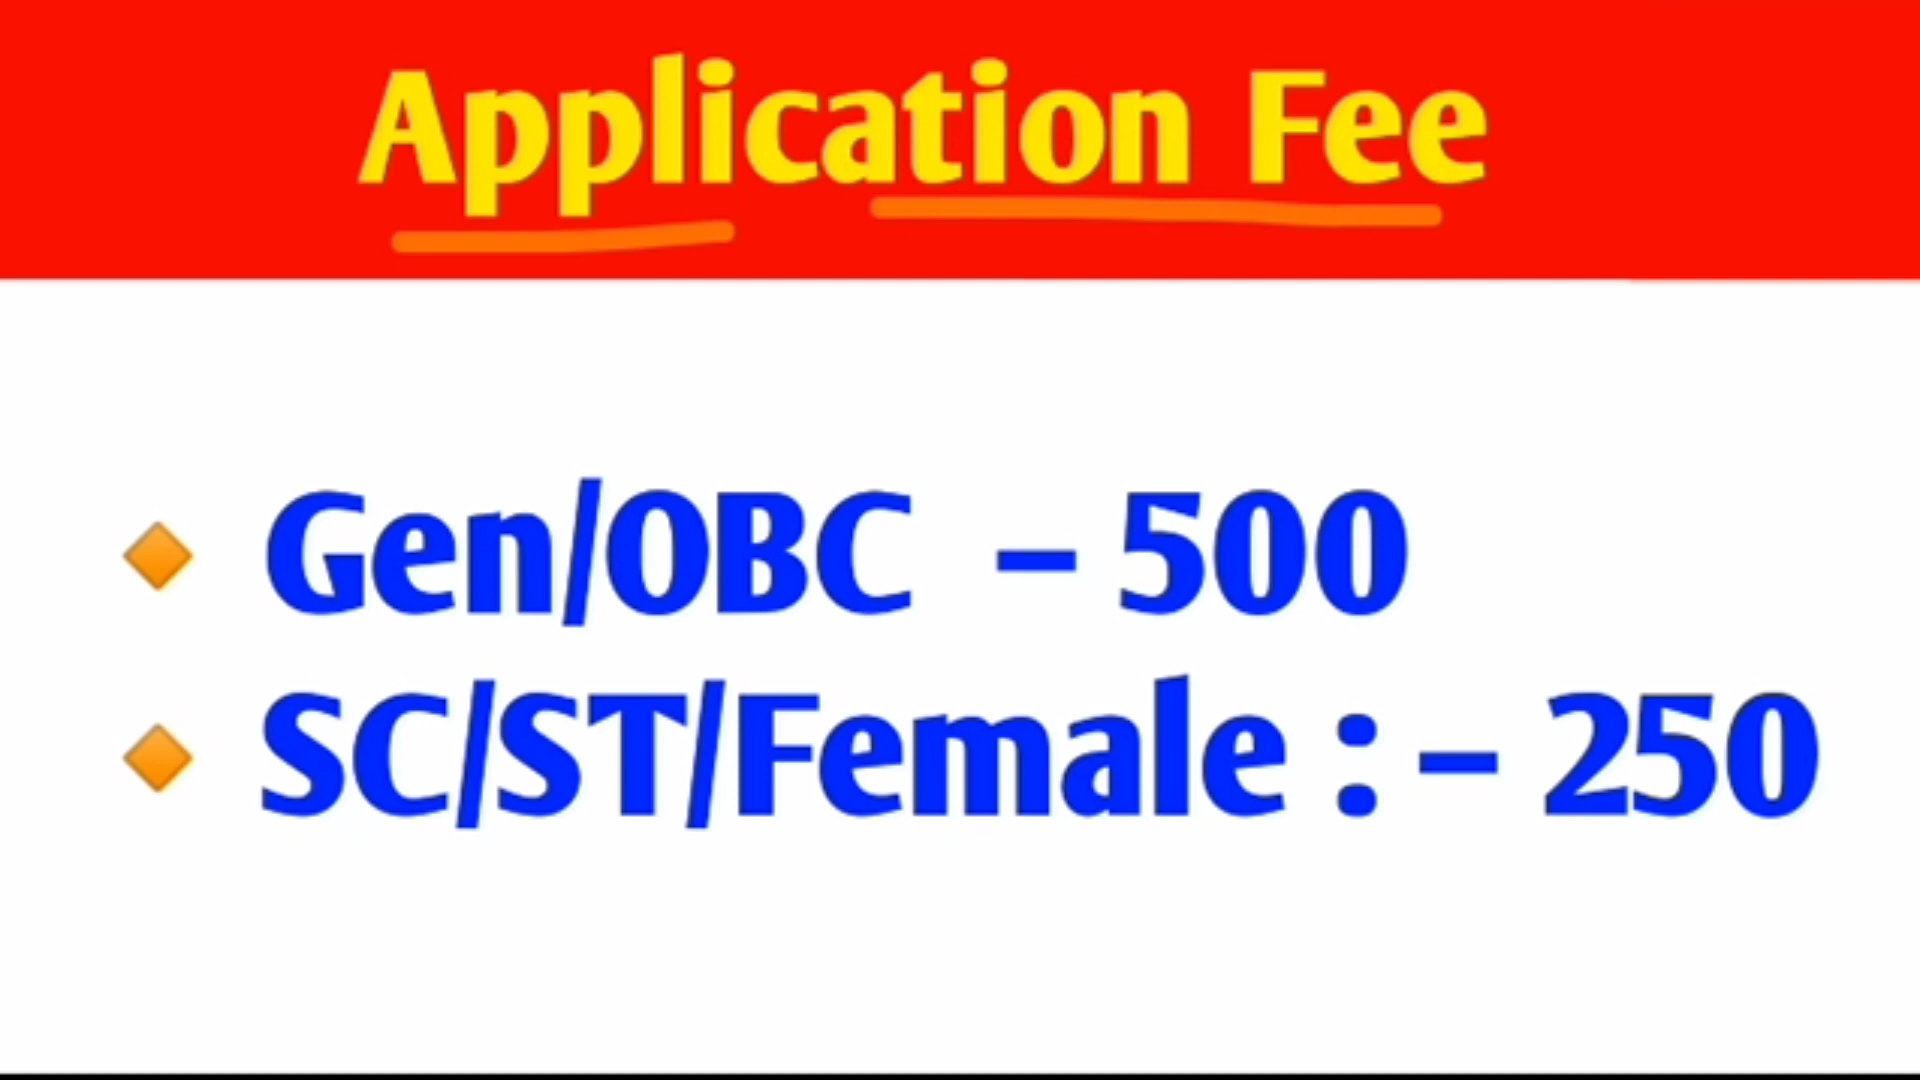 Application Fee
Gen/OBC – 500
SC/ST/Female : – 250